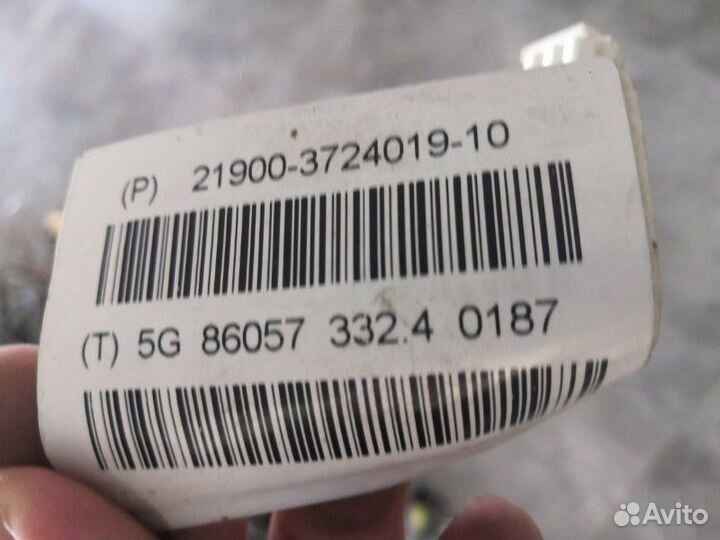 (P) 21900-3724019-10
(T) 5G 86057 332.4 0187
Avito